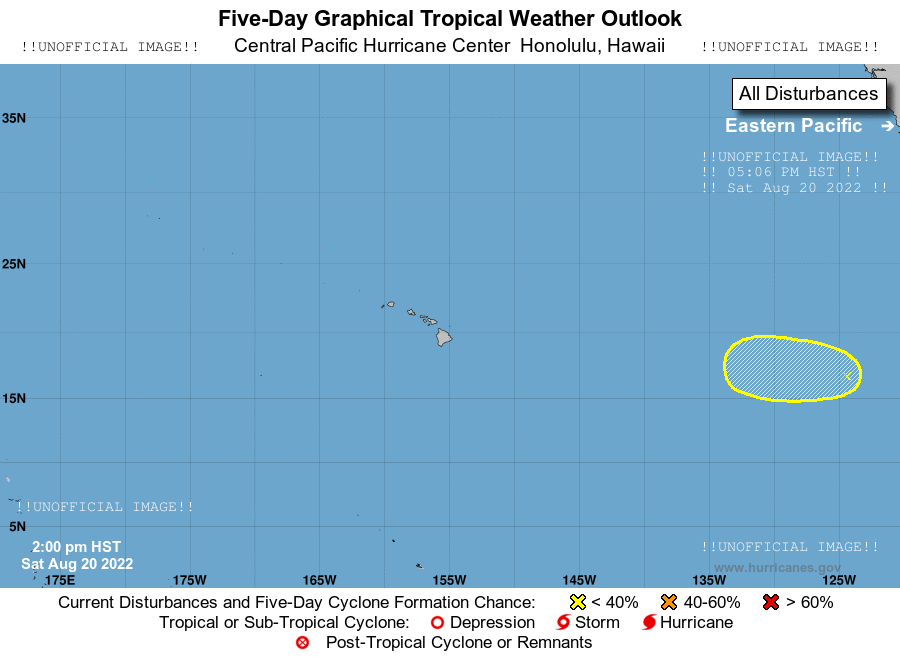 Five-Day Graphical Tropical Weather Outlook
!!UNOFFICIAL IMAGE!! Central Pacific Hurricane Center Honolulu, Hawaii !!UNOFFICIAL IMAGE!!
All Disturbances
35N
Eastern Pacific
!!UNOFFICIAL IMAGE!!
!! 05:06 PM HST !!
!! Sat Aug 20 2022 !!
25N
15N
!!UNOFFICIAL IMAGE!!
5N
2:00 pm HST
Sat Aug 20 2022
!!UNOFFICIAL IMAGE!!
www.hurricanes.gov
175E 175W 165W 155W 145W 135W 125W
Current Disturbances and Five-Day Cyclone Formation Chance: < 40% 40-60% > 60%
Tropical or Sub-Tropical Cyclone: Depression Storm Hurricane
Post-Tropical Cyclone or Remnants